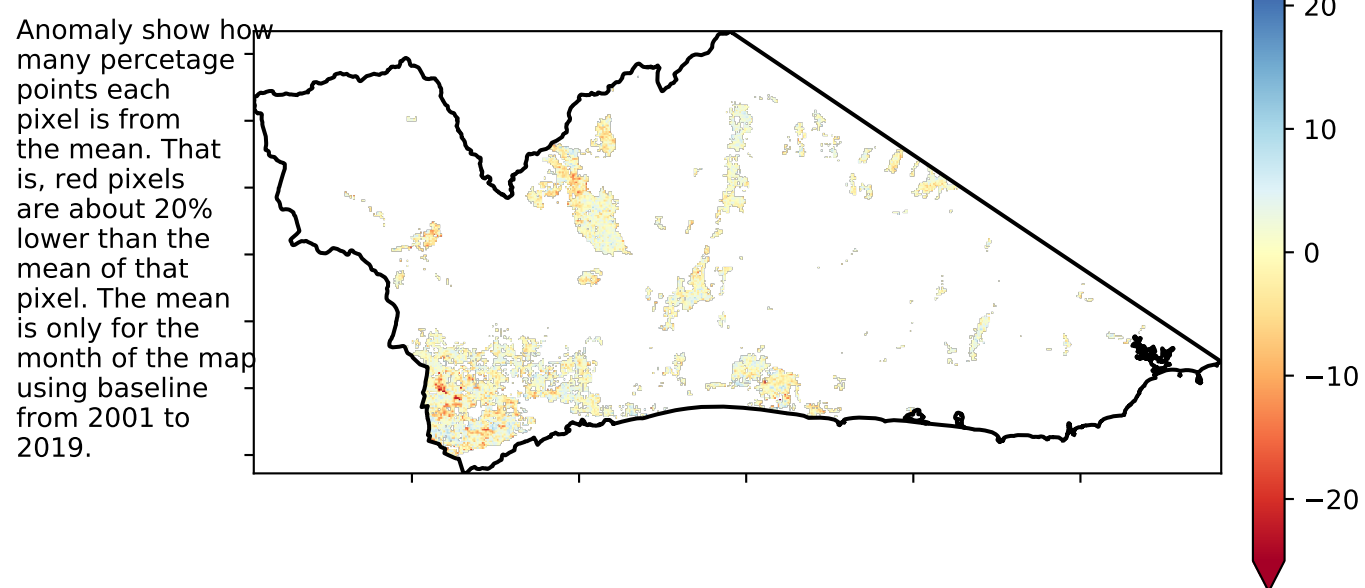 Anomaly show how
many percetage
points each
pixel is from
the mean. That
is, red pixels
are about 20%
lower than the
mean of that
pixel. The mean
is only for the
month of the map
using baseline
from 2001 to
2019.
20
10
0
−10
−20